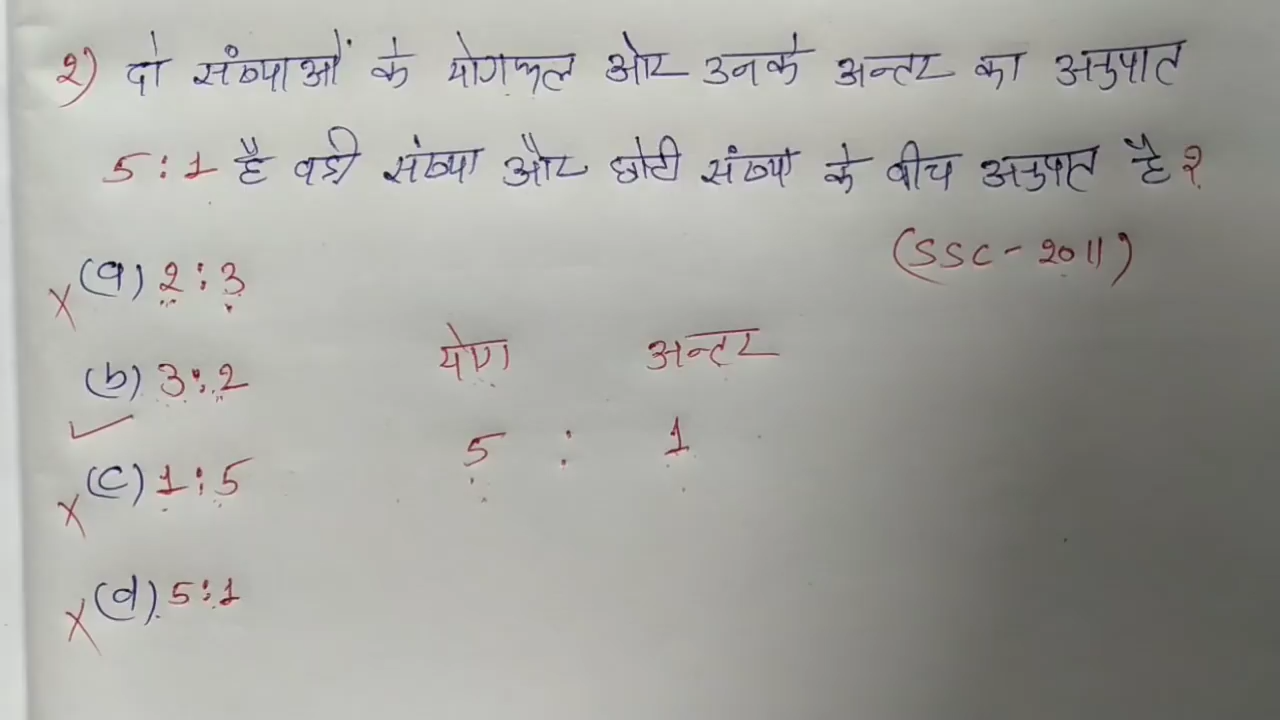 २) दो संख्याओं के योगफल और उनके अन्तर का अनुपात
5:1 है बड़ी संख्या और छोटी संख्या के बीच अनुपात है ?
(SSC - 2011)
(a) 2:3
(b) 3:2
(c) 1:5
(d) 5:1
योग अन्तर
5 : 1